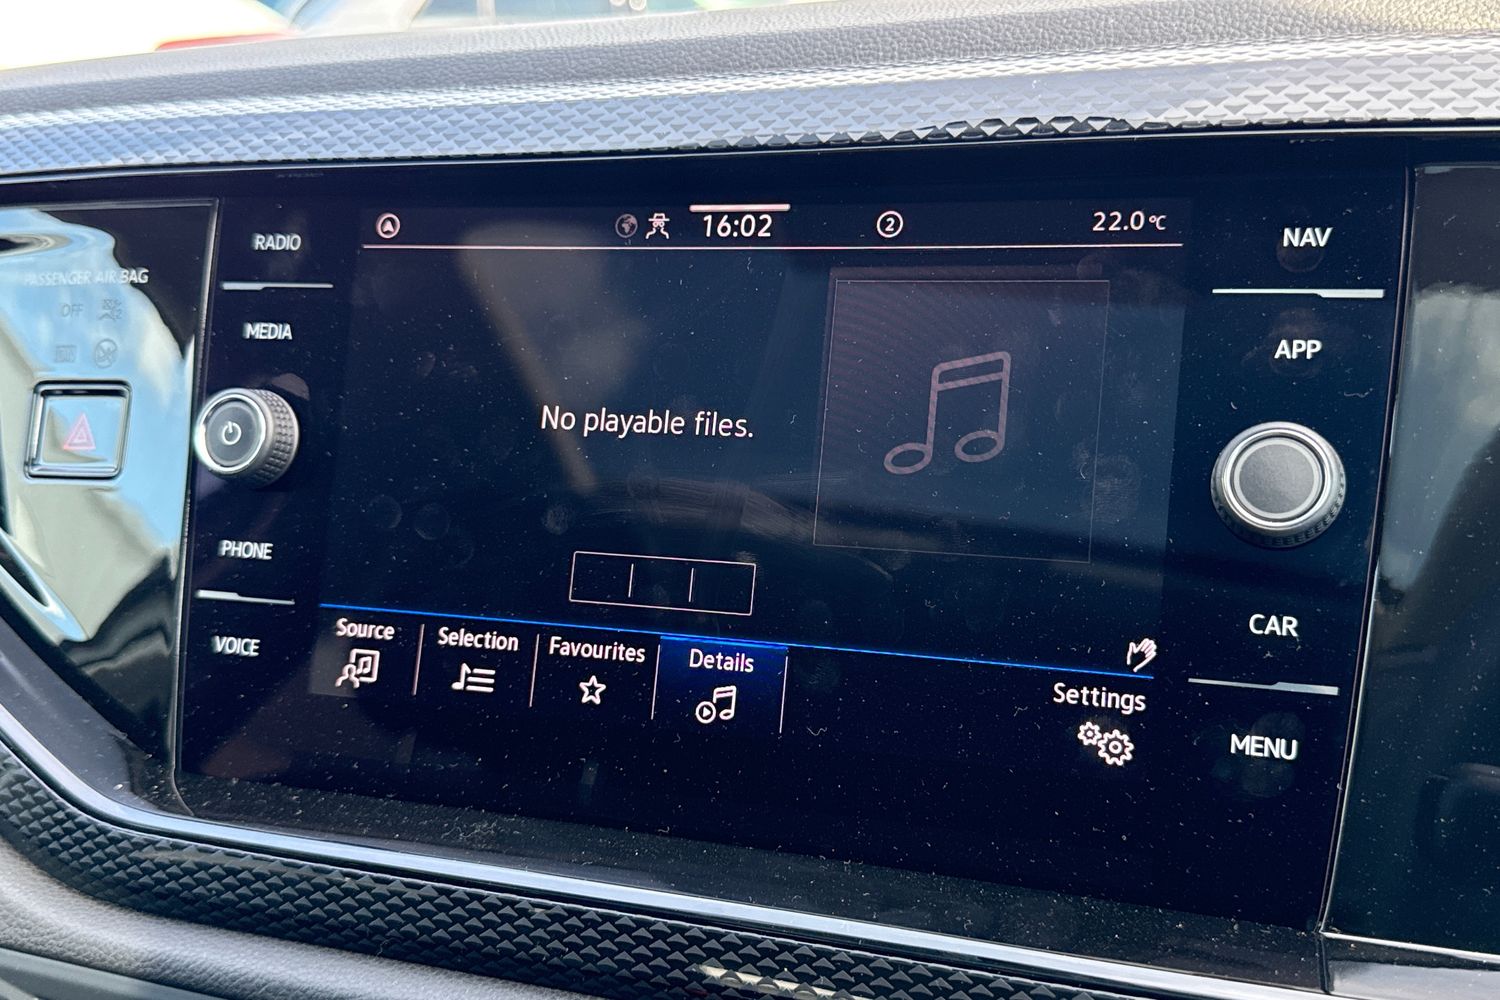 PASSENGER AIR BAG
OFF
RADIO
MEDIA
PHONE
VOICE
16:02
2
22.0 °C
No playable files.
Source
Selection
Favourites
Details
Settings
NAV
APP
CAR
MENU